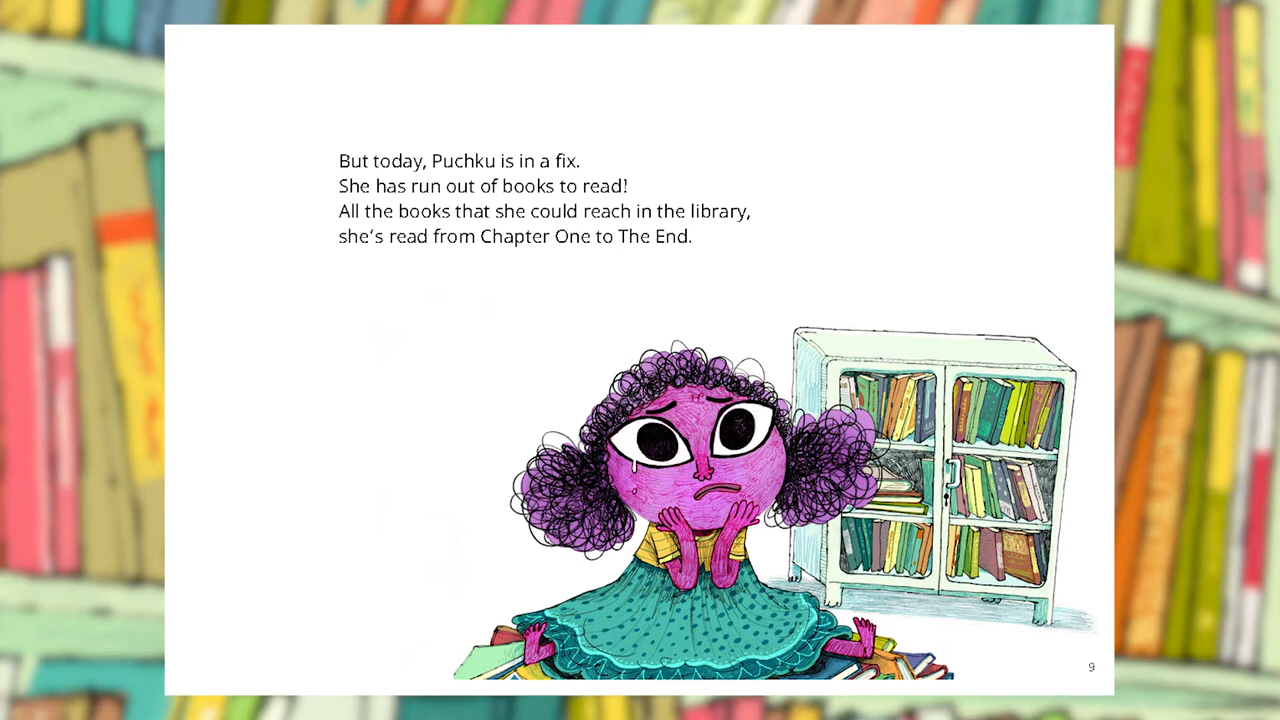 But today, Puchku is in a fix.
She has run out of books to read!
All the books that she could reach in the library,
she’s read from Chapter One to The End.
9